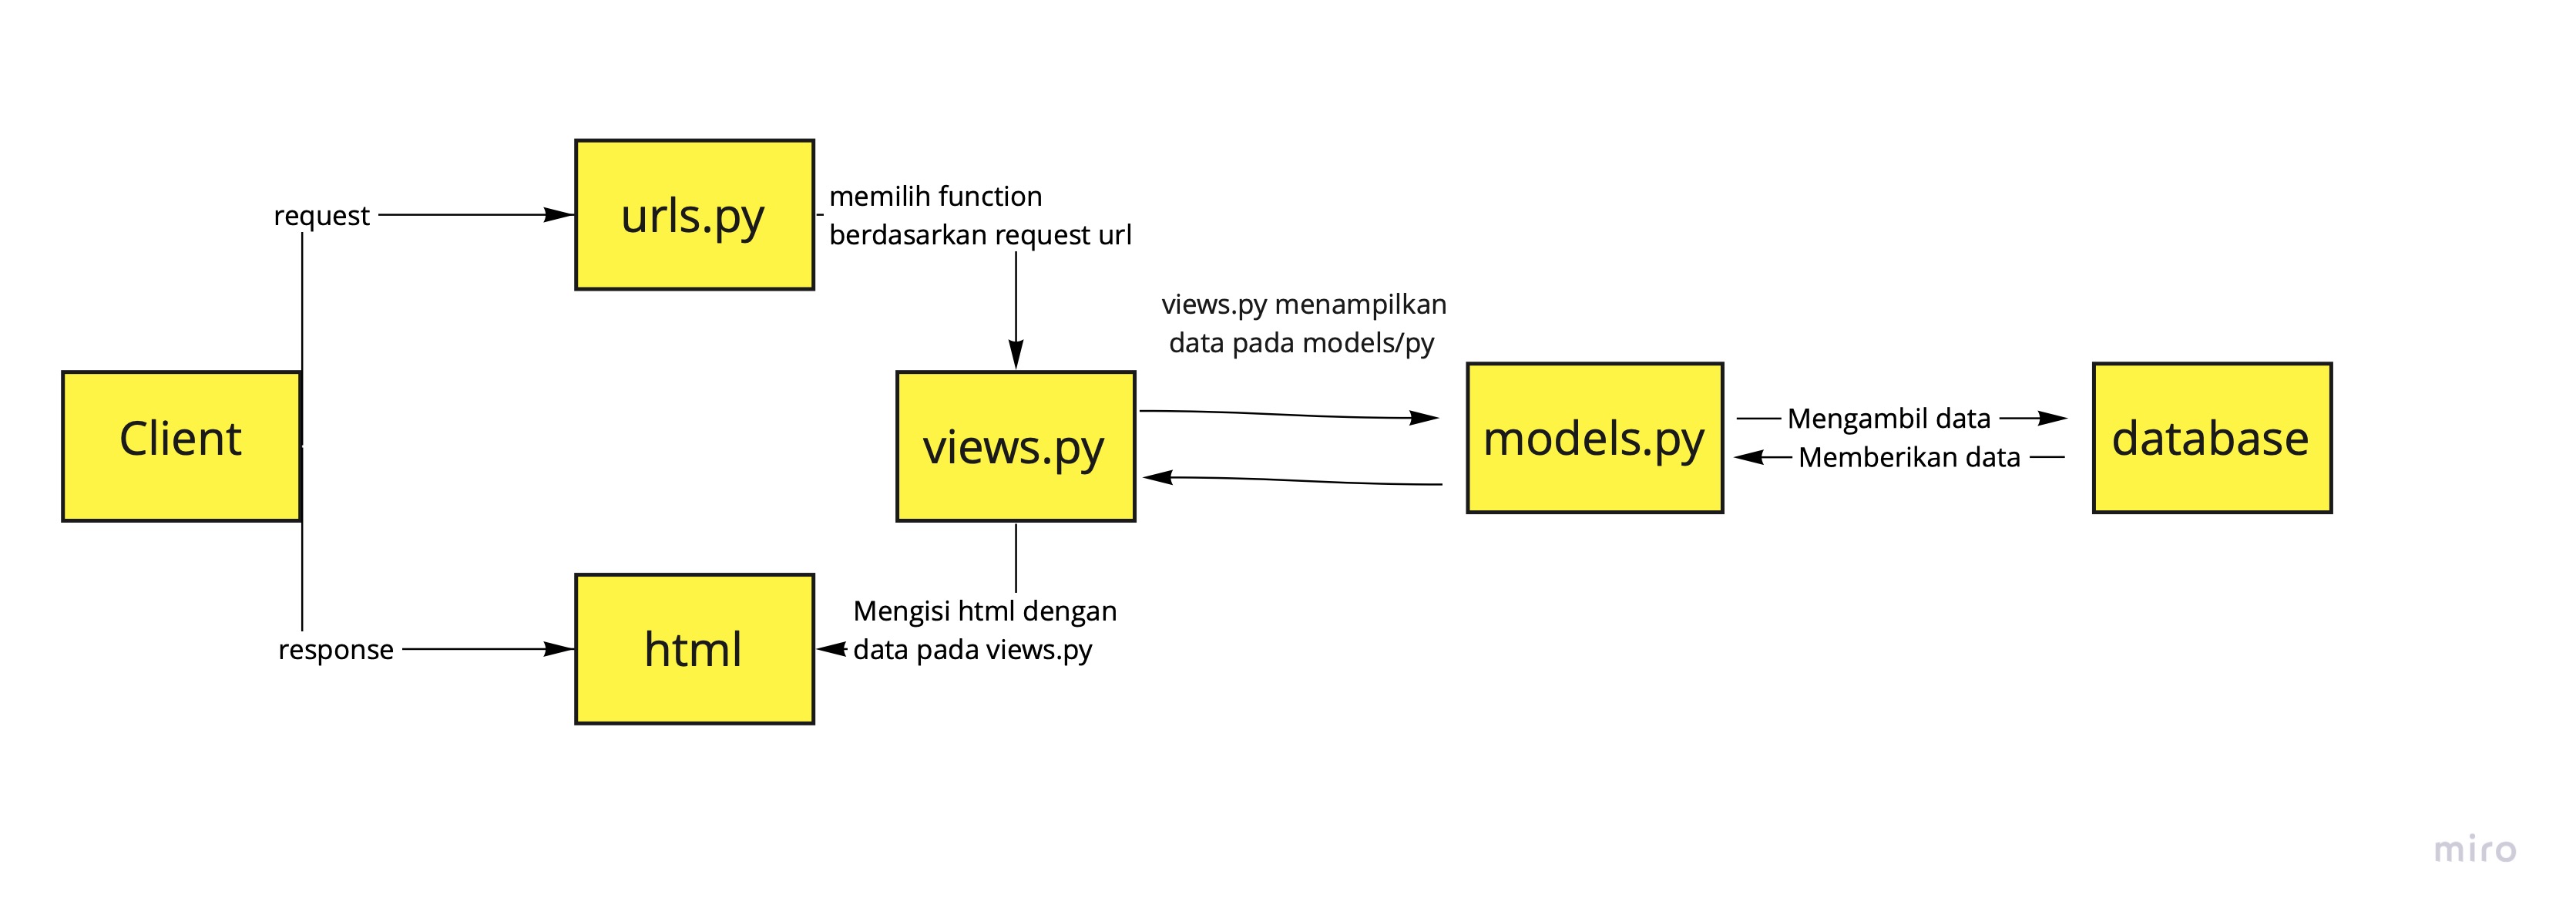 urls.py
memilih function
berdasarkan request url
request
views.py menampilkan
data pada models/py
Client
views.py
models.py
Mengambil data
Memberikan data
database
Mengisi html dengan
data pada views.py
response
html
miro